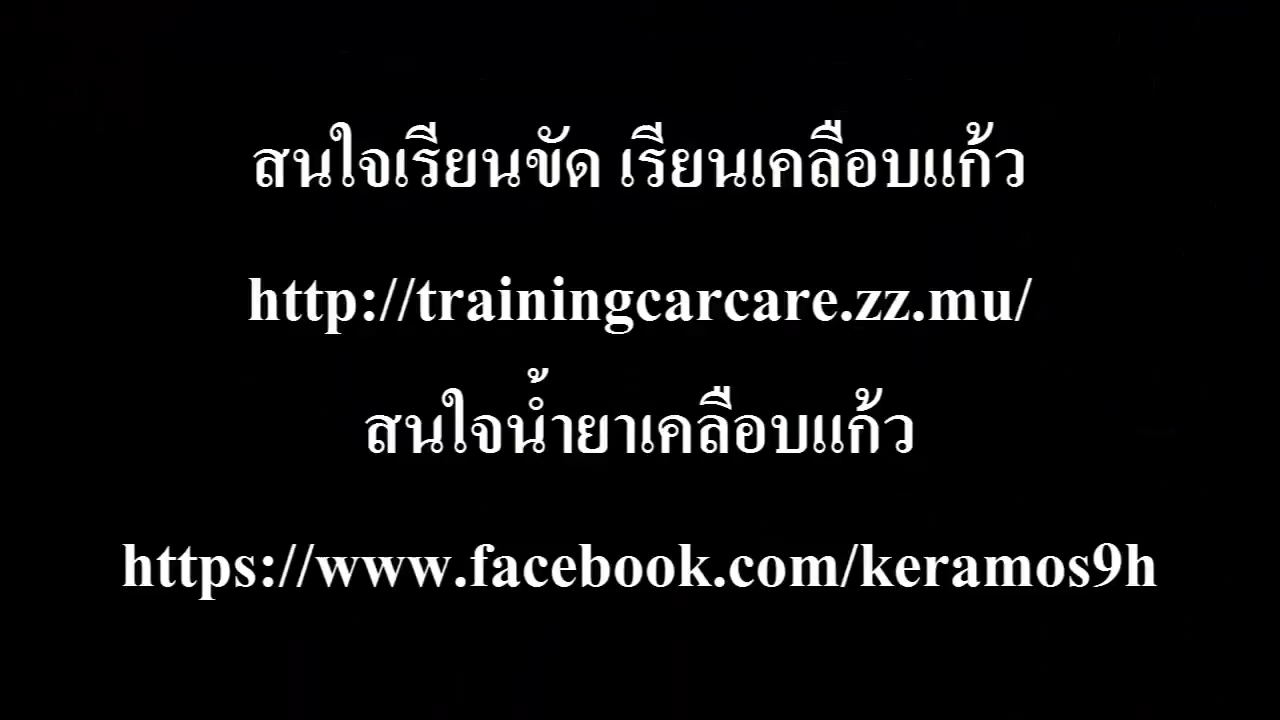 สนใจเรียนขัด เรียนเคลือบแก้ว
http://trainingcarcare.zz.mu/
สนใจน้ำยาเคลือบแก้ว
https://www.facebook.com/keramos9h